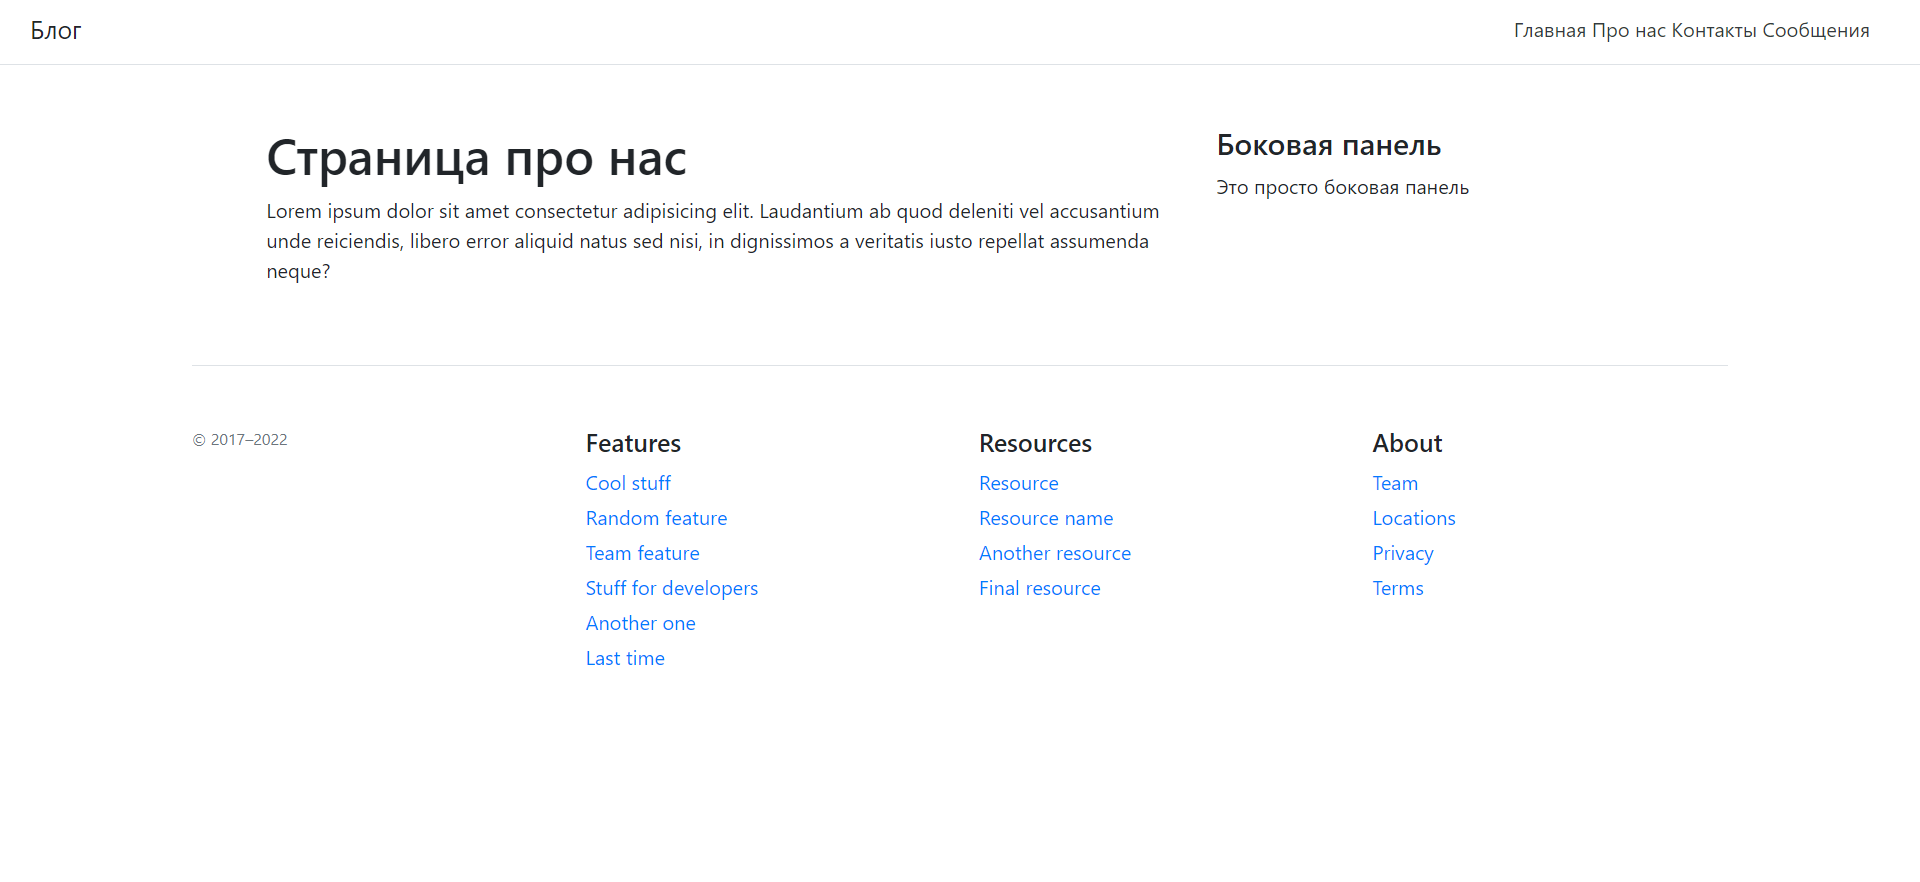 Блог
Главная Про нас Контакты Сообщения
Страница про нас
Lorem ipsum dolor sit amet consectetur adipisicing elit. Laudantium ab quod deleniti vel accusantium
unde reiciendis, libero error aliquid natus sed nisi, in dignissimos a veritatis iusto repellat assumenda
neque?
Боковая панель
Это просто боковая панель
© 2017–2022
Features
Cool stuff
Random feature
Team feature
Stuff for developers
Another one
Last time
Resources
Resource
Resource name
Another resource
Final resource
About
Team
Locations
Privacy
Terms